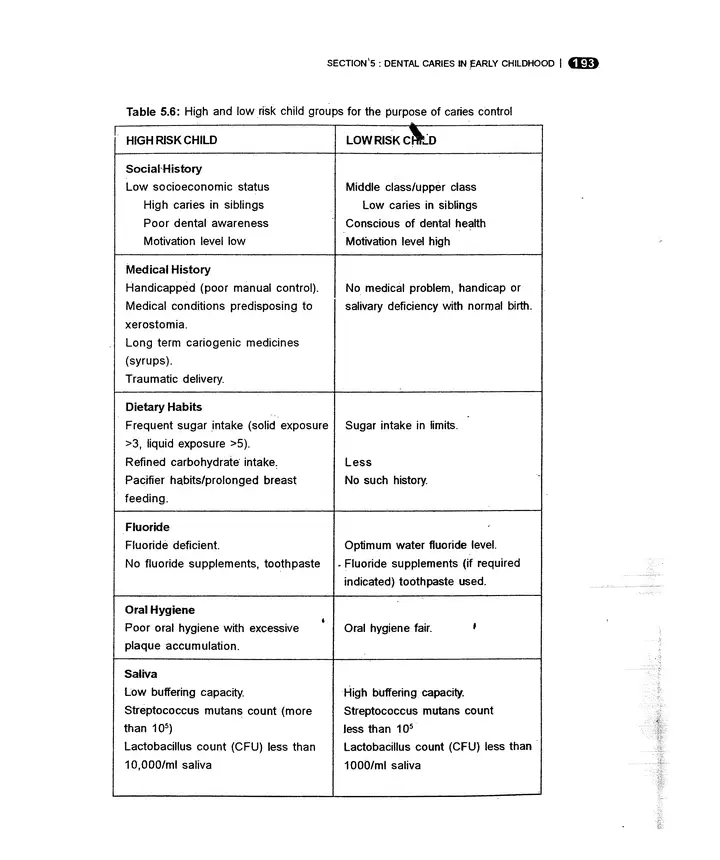 SECTION'5 : DENTAL CARIES IN EARLY CHILDHOOD | 193
Table 5.6: High and low risk child groups for the purpose of caries control
HIGH RISK CHILD
LOW RISK CHILD
Social History
Low socioeconomic status
High caries in siblings
Poor dental awareness
Motivation level low
Middle class/upper class
Low caries in siblings
Conscious of dental health
Motivation level high
Medical History
Handicapped (poor manual control).
Medical conditions predisposing to
xerostomia.
Long term cariogenic medicines
(syrups).
Traumatic delivery.
No medical problem, handicap or
salivary deficiency with normal birth.
Dietary Habits
Frequent sugar intake (solid exposure
>3, liquid exposure >5).
Refined carbohydrate intake.
Pacifier habits/prolonged breast
feeding.
Sugar intake in limits.
Less
No such history.
Fluoride
Fluoride deficient.
No fluoride supplements, toothpaste
Optimum water fluoride level.
Fluoride supplements (if required
indicated) toothpaste used.
Oral Hygiene
Poor oral hygiene with excessive
plaque accumulation.
Oral hygiene fair.
Saliva
Low buffering capacity.
Streptococcus mutans count (more
than 10⁵)
Lactobacillus count (CFU) less than
10,000/ml saliva
High buffering capacity.
Streptococcus mutans count
less than 10⁵
Lactobacillus count (CFU) less than
1000/ml saliva